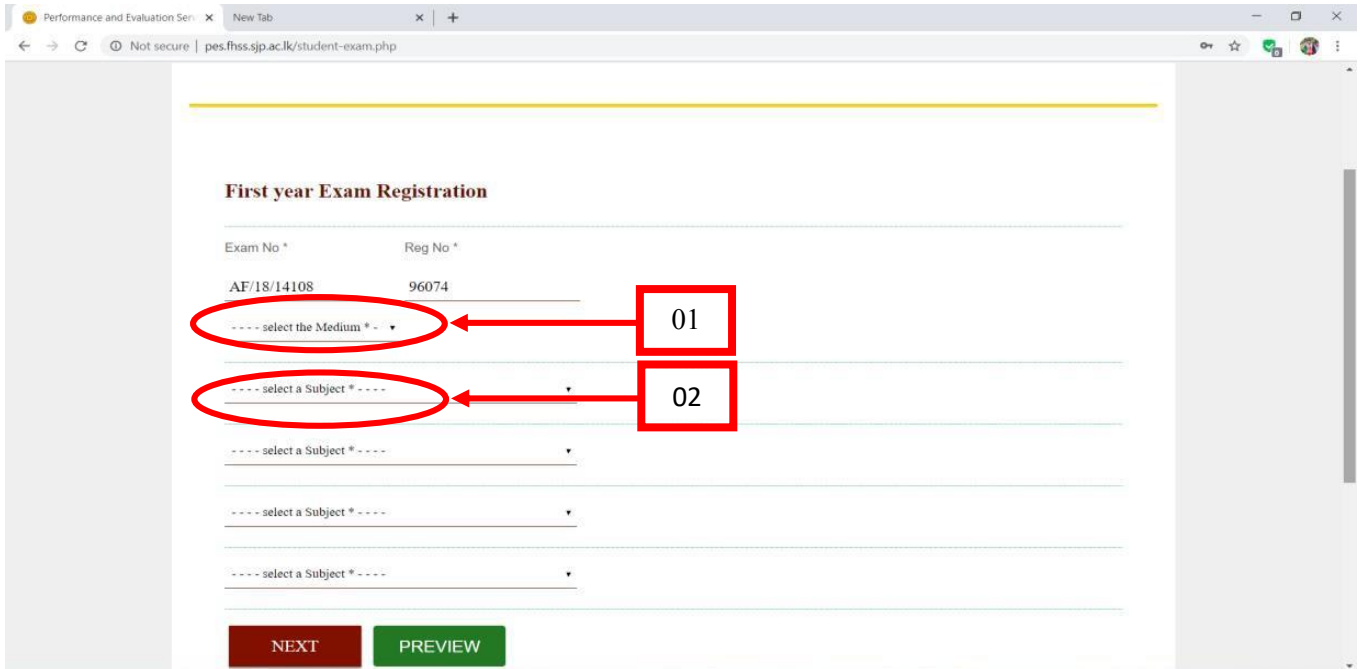 Performance and Evaluation Ser
New Tab
Not secure | pes.fhss.sjp.ac.lk/student-exam.php
First year Exam Registration
Exam No * Reg No *
AF/18/14108 96074
- - - - select the Medium * -
01
- - - - select a Subject * - - - -
02
- - - - select a Subject * - - - -
- - - - select a Subject * - - - -
- - - - select a Subject * - - - -
NEXT PREVIEW